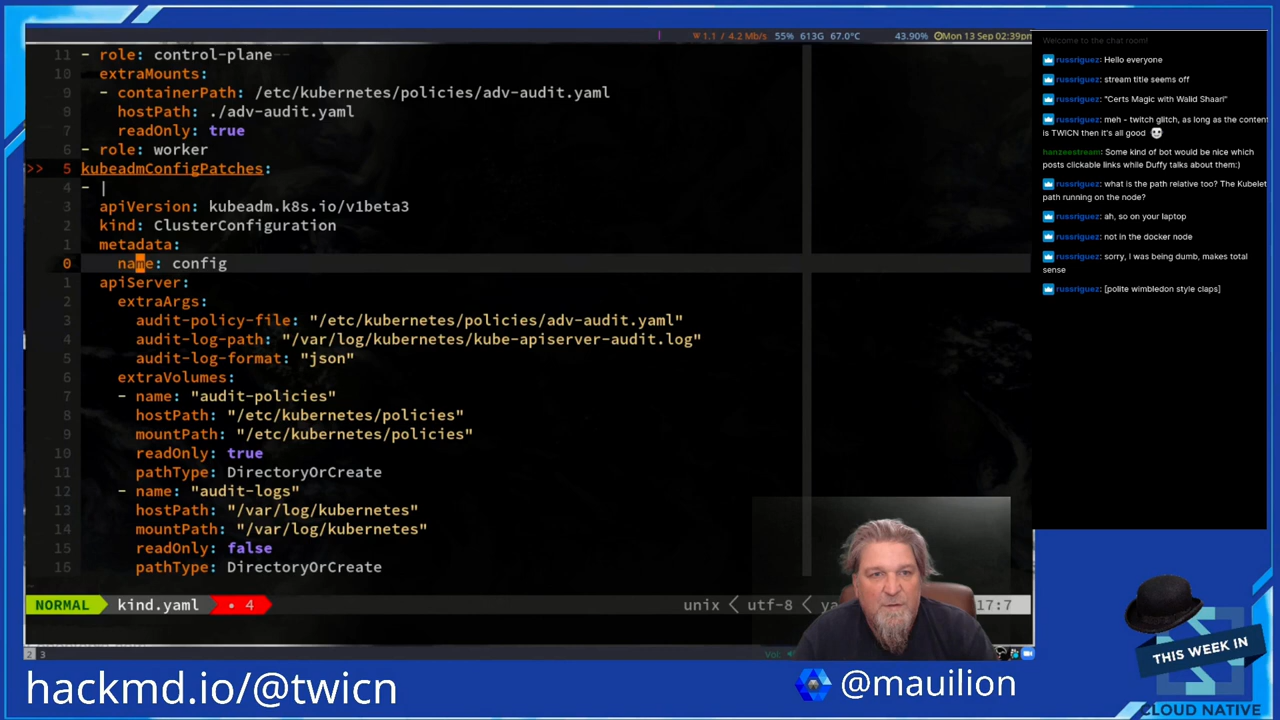 W 1.1 / 4.2 Mb/s 55% 613G 67.0°C 43.90% Mon 13 Sep 02:39pm
11 - role: control-plane
10 extraMounts:
9 - containerPath: /etc/kubernetes/policies/adv-audit.yaml
8 hostPath: ./adv-audit.yaml
7 readOnly: true
6 - role: worker
>> 5 kubeadmConfigPatches:
4 - |
3 apiVersion: kubeadm.k8s.io/v1beta3
2 kind: ClusterConfiguration
1 metadata:
0 name: config
1 apiServer:
2 extraArgs:
3 audit-policy-file: "/etc/kubernetes/policies/adv-audit.yaml"
4 audit-log-path: "/var/log/kubernetes/kube-apiserver-audit.log"
5 audit-log-format: "json"
6 extraVolumes:
7 - name: "audit-policies"
8 hostPath: "/etc/kubernetes/policies"
9 mountPath: "/etc/kubernetes/policies"
10 readOnly: true
11 pathType: DirectoryOrCreate
12 - name: "audit-logs"
13 hostPath: "/var/log/kubernetes"
14 mountPath: "/var/log/kubernetes"
15 readOnly: false
16 pathType: DirectoryOrCreate
NORMAL kind.yaml • 4 unix < utf-8 < ya 17:7
2 3 Vol:
Welcome to the chat room!
russriguez: Hello everyone
russriguez: stream title seems off
russriguez: "Certs Magic with Walid Shaari"
russriguez: meh - twitch glitch, as long as the content
is TWICN then it's all good
hanzeestream: Some kind of bot would be nice which
posts clickable links while Duffy talks about them:)
russriguez: what is the path relative too? The Kubelet
path running on the node?
russriguez: ah, so on your laptop
russriguez: not in the docker node
russriguez: sorry, I was being dumb, makes total
sense
russriguez: [polite wimbledon style claps]
hackmd.io/@twicn
@mauilion
THIS WEEK IN
CLOUD NATIVE